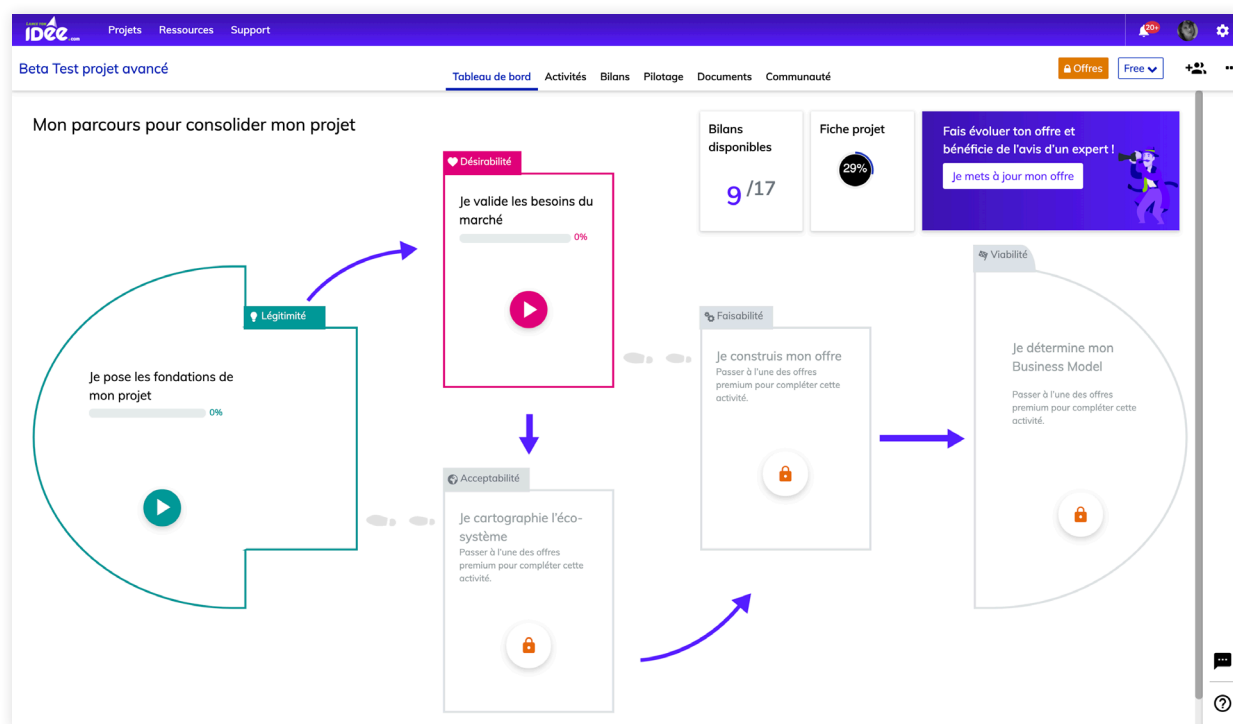 J'AIME MON
IDÉE.com
Projets Ressources Support
20+
Beta Test projet avancé
Tableau de bord Activités Bilans Pilotage Documents Communauté
Offres
Free
Mon parcours pour consolider mon projet
Bilans
disponibles
9/17
Fiche projet
29%
Fais évoluer ton offre et
bénéficie de l'avis d'un expert !
Je mets à jour mon offre
Légitimité
Je pose les fondations de
mon projet
0%
Désirabilité
Je valide les besoins du
marché
0%
Acceptabilité
Je cartographie l'éco-
système
Passer à l'une des offres
premium pour compléter cette
activité.
Faisabilité
Je construis mon offre
Passer à l'une des offres
premium pour compléter cette
activité.
Viabilité
Je détermine mon
Business Model
Passer à l'une des offres
premium pour compléter cette
activité.